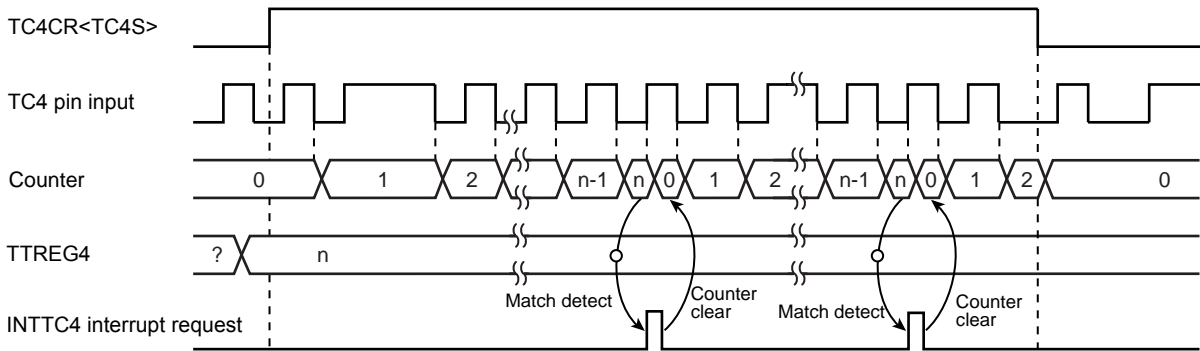 TC4CR<TC4S>
TC4 pin input
Counter
0
1
2
n-1
n
0
1
2
n-1
n
0
1
2
0
TTREG4
?
n
Match detect
Counter
clear
Match detect
Counter
clear
INTTC4 interrupt request